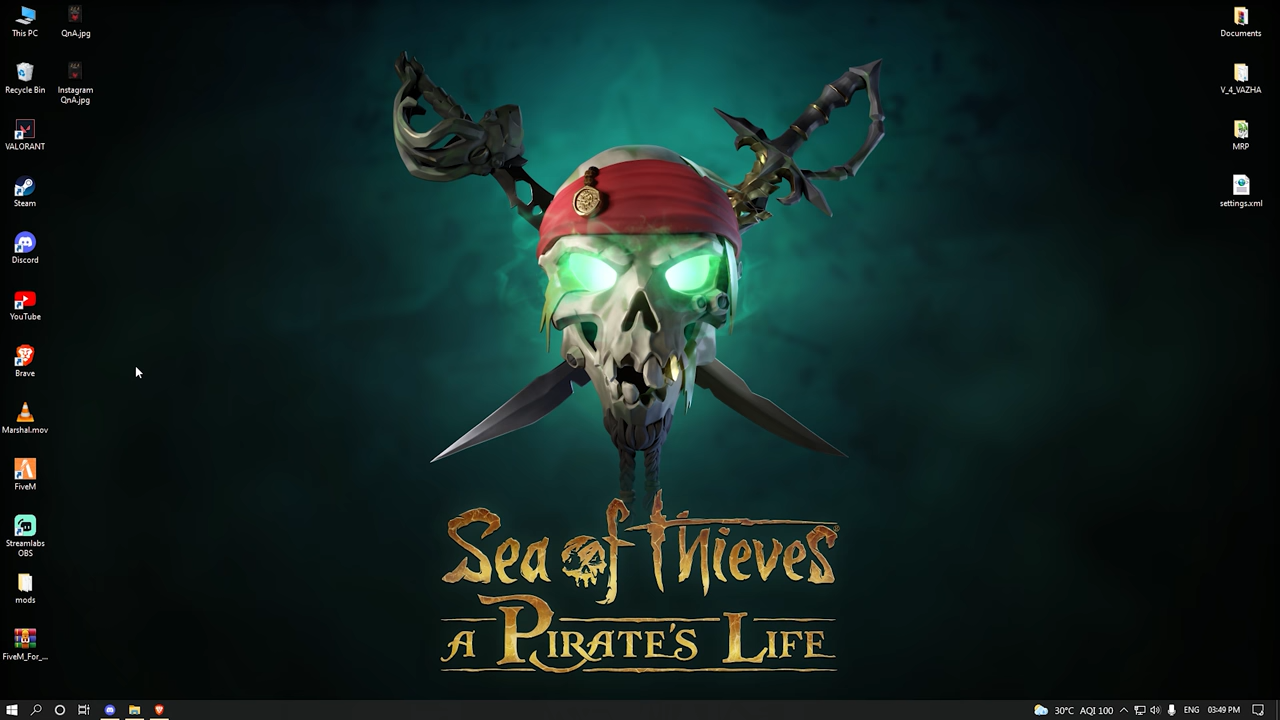 This PC
QnA.jpg
Recycle Bin
Instagram
QnA.jpg
VALORANT
Steam
Discord
YouTube
Brave
Marshal.mov
FiveM
Streamlabs
OBS
mods
FiveM_For_...
Documents
V_4_VAZHA
MRP
settings.xml
Sea of Thieves
A Pirate's Life
30°C AQI 100
ENG
03:49 PM